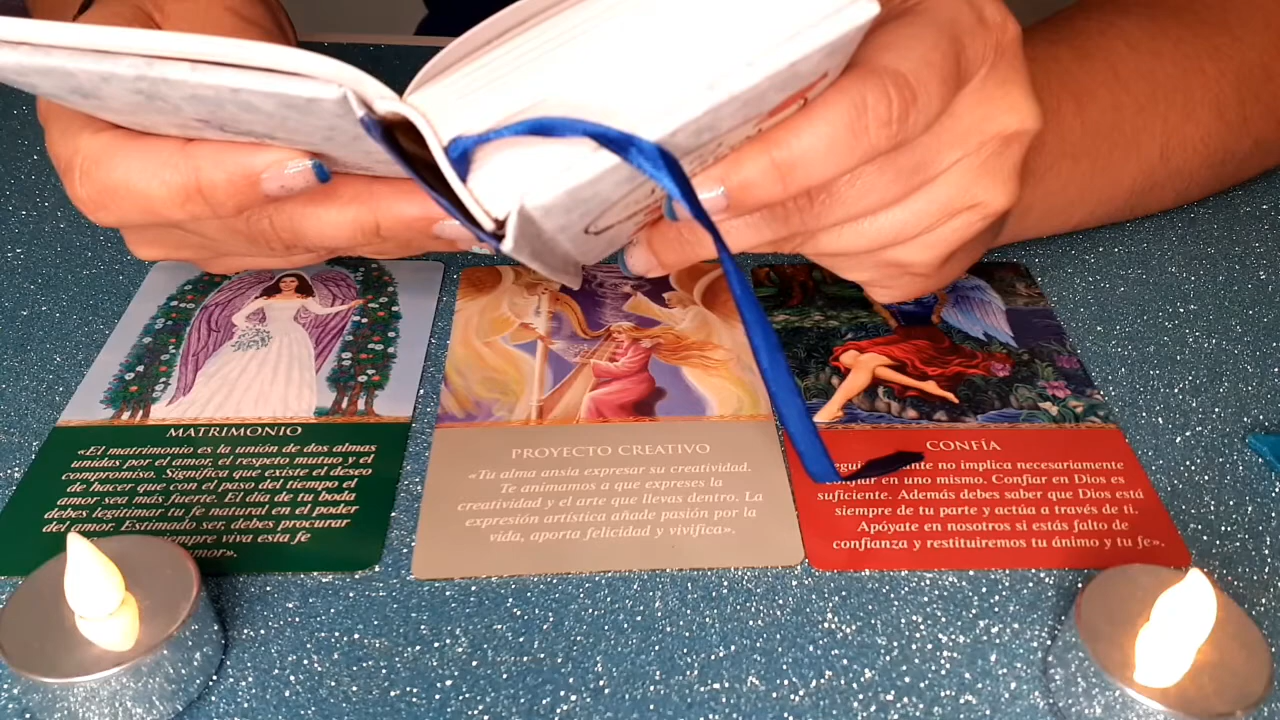 MATRIMONIO
«El matrimonio es la unión de dos almas
unidas por el amor, el respeto mutuo y el
compromiso. Significa que existe el deseo
de hacer que con el paso del tiempo el
amor sea más fuerte. El día de tu boda
debes legitimar tu fe natural en el poder
del amor. Estimado ser, debes procurar
siempre viva esta fe
amor».
PROYECTO CREATIVO
«Tu alma ansia expresar su creatividad.
Te animamos a que expreses la
creatividad y el arte que llevas dentro. La
expresión artística añade pasión por la
vida, aporta felicidad y vivifica».
CONFÍA
no implica necesariamente
confiar en uno mismo. Confiar en Dios es
suficiente. Además debes saber que Dios está
siempre de tu parte y actúa a través de ti.
Apóyate en nosotros si estás falto de
confianza y restituiremos tu ánimo y tu fe».